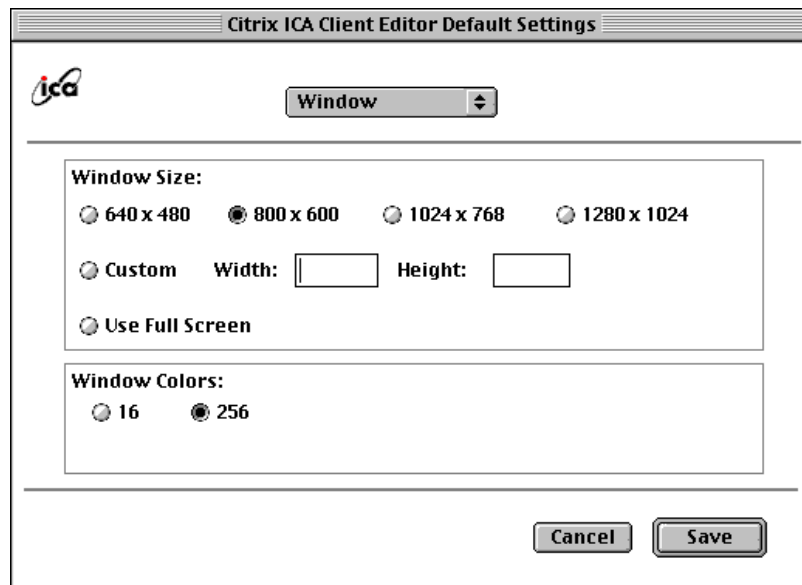 Citrix ICA Client Editor Default Settings
ica
Window
Window Size:
640 x 480 800 x 600 1024 x 768 1280 x 1024
Custom Width: Height:
Use Full Screen
Window Colors:
16 256
Cancel Save